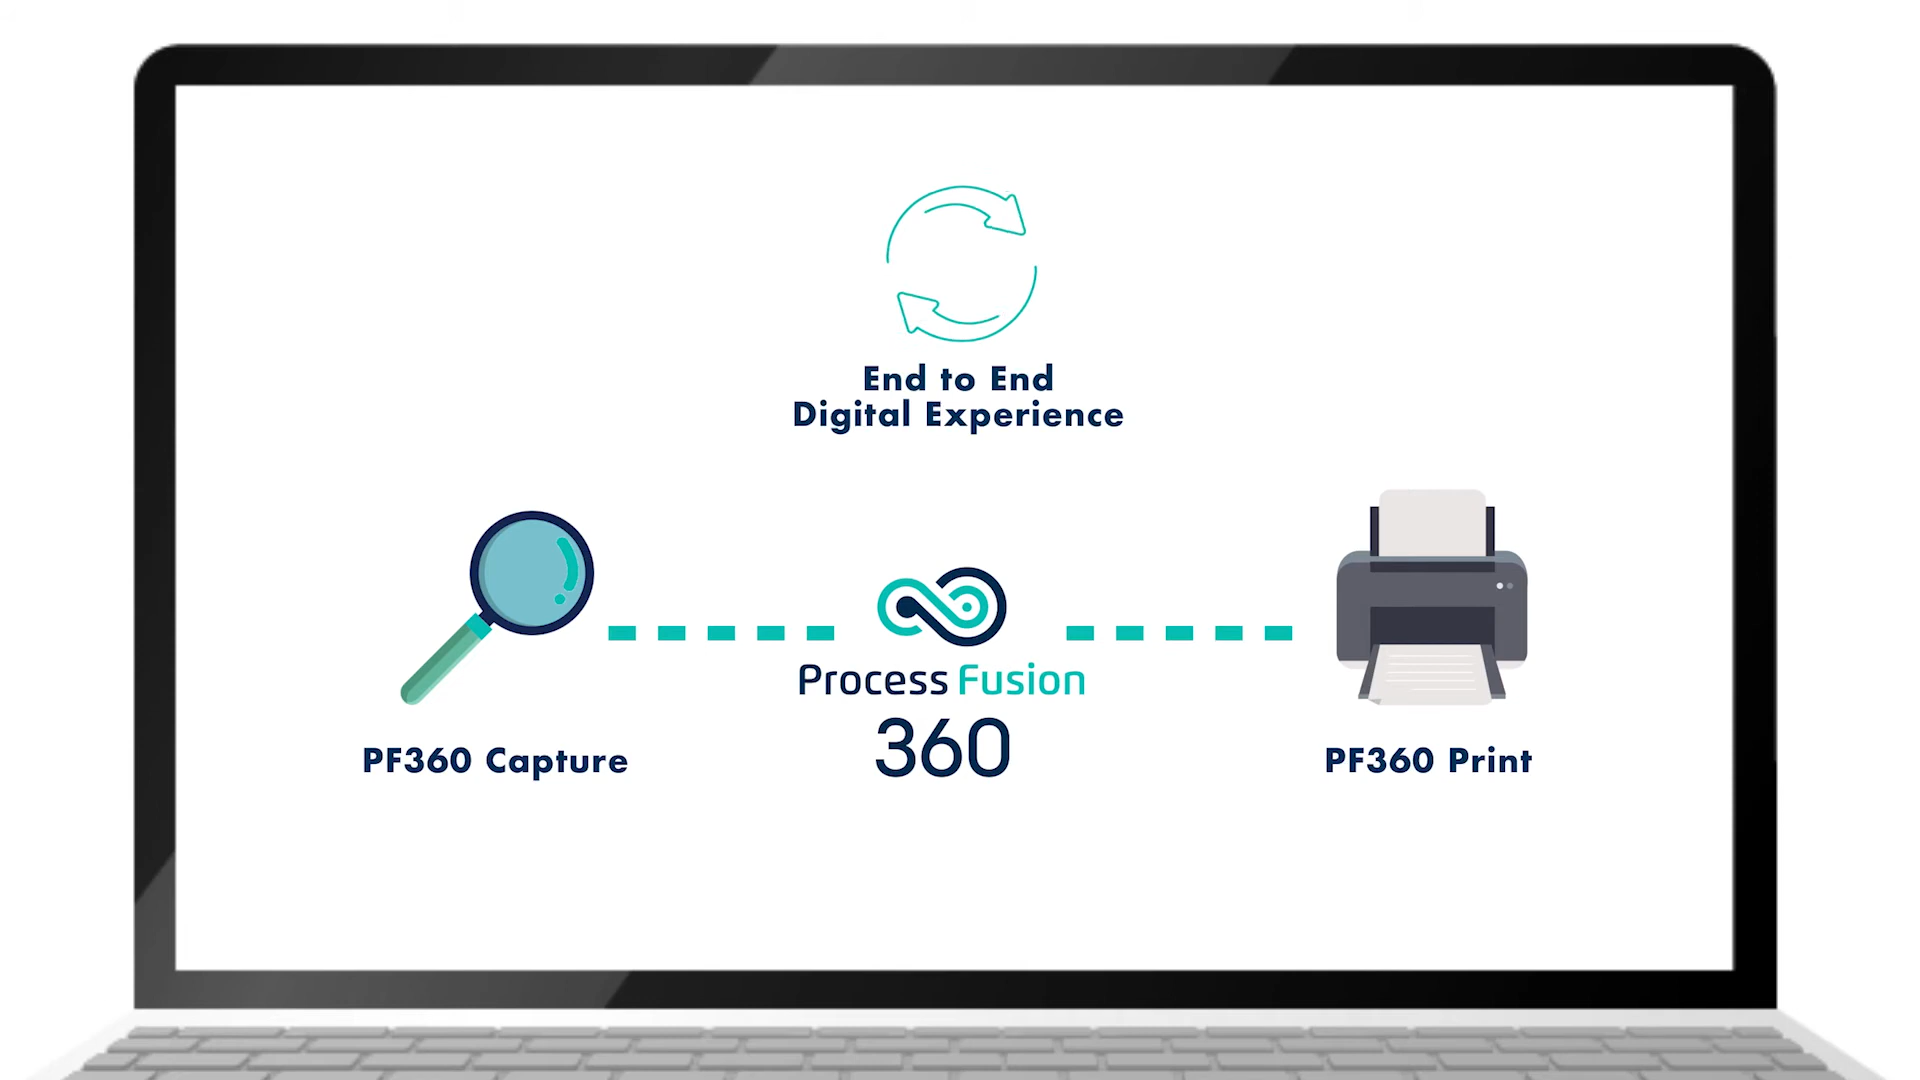 End to End
Digital Experience
Process Fusion
360
PF360 Capture
PF360 Print